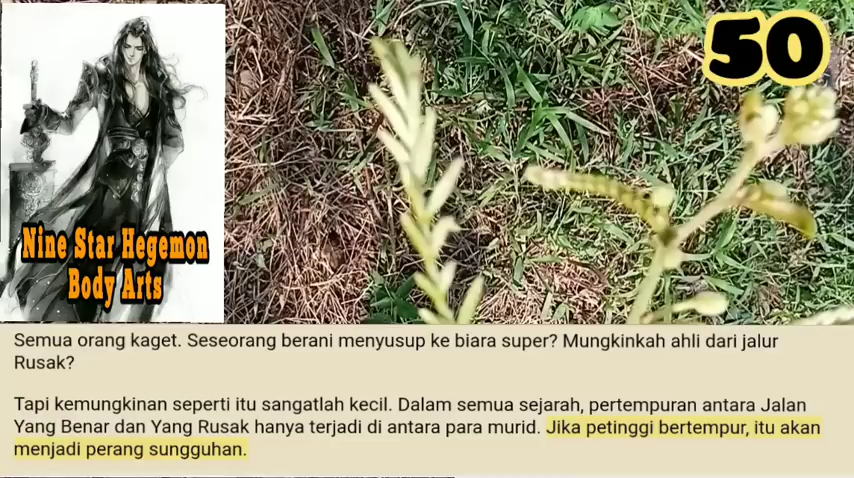 50
Nine Star Hegemon
Body Arts
Semua orang kaget. Seseorang berani menyusup ke biara super? Mungkinkah ahli dari jalur
Rusak?
Tapi kemungkinan seperti itu sangatlah kecil. Dalam semua sejarah, pertempuran antara Jalan
Yang Benar dan Yang Rusak hanya terjadi di antara para murid. Jika petinggi bertempur, itu akan
menjadi perang sungguhan.